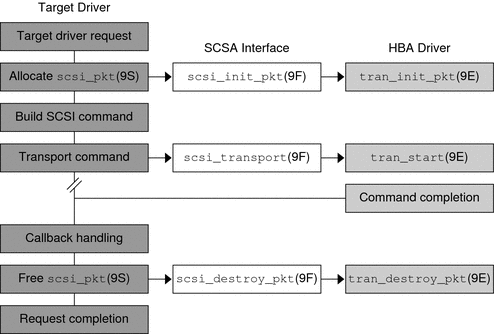 Target Driver
SCSA Interface
HBA Driver
Target driver request
Allocate scsi_pkt(9S)
scsi_init_pkt(9F)
tran_init_pkt(9E)
Build SCSI command
Transport command
scsi_transport(9F)
tran_start(9E)
Command completion
Callback handling
Free scsi_pkt(9S)
scsi_destroy_pkt(9F)
tran_destroy_pkt(9E)
Request completion